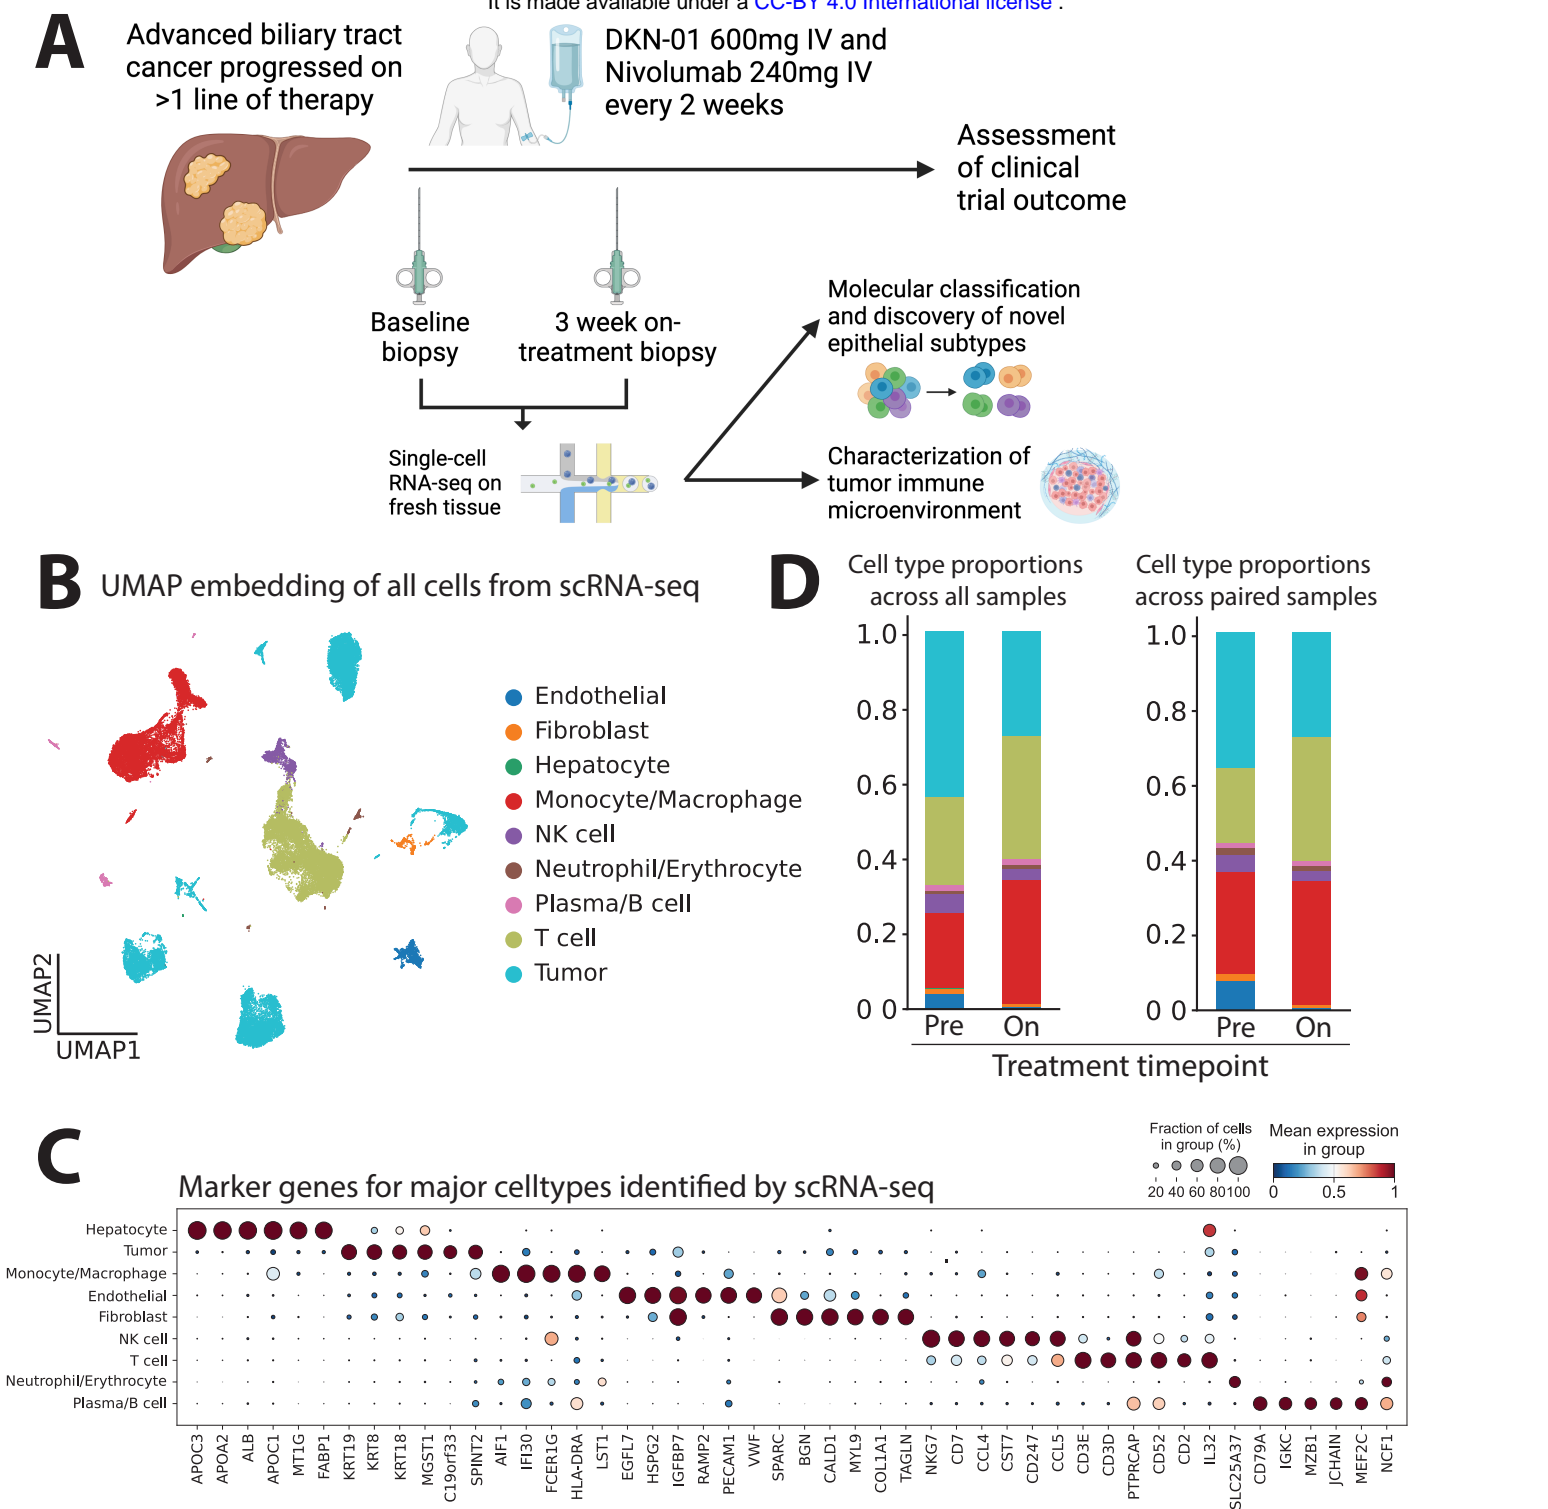 It is made available under a CC-BY 4.0 International license .
A
Advanced biliary tract
cancer progressed on
>1 line of therapy
DKN-01 600mg IV and
Nivolumab 240mg IV
every 2 weeks
Assessment
of clinical
trial outcome
Baseline
biopsy
3 week on-
treatment biopsy
Molecular classification
and discovery of novel
epithelial subtypes
Single-cell
RNA-seq on
fresh tissue
Characterization of
tumor immune
microenvironment
B
UMAP embedding of all cells from scRNA-seq
Endothelial
Fibroblast
Hepatocyte
Monocyte/Macrophage
NK cell
Neutrophil/Erythrocyte
Plasma/B cell
T cell
Tumor
UMAP2
UMAP1
D
Cell type proportions
across all samples
1.0
0.8
0.6
0.4
0.2
0 0
Pre
On
Cell type proportions
across paired samples
1.0
0.8
0.6
0.4
0.2
0 0
Pre
On
Treatment timepoint
C
Marker genes for major celltypes identified by scRNA-seq
Fraction of cells
in group (%)
20 40 60 80100
Mean expression
in group
0 0.5 1
Hepatocyte
Tumor
Monocyte/Macrophage
Endothelial
Fibroblast
NK cell
T cell
Neutrophil/Erythrocyte
Plasma/B cell
APOC3
APOA2
ALB
APOC1
MT1G
FABP1
KRT19
KRT8
KRT18
MGST1
C19orf33
SPINT2
AIF1
IFI30
FCER1G
HLA-DRA
LST1
EGFL7
HSPG2
IGFBP7
RAMP2
PECAM1
VWF
SPARC
BGN
CALD1
MYL9
COL1A1
TAGLN
NKG7
CD7
CCL4
CST7
CD247
CCL5
CD3E
CD3D
PTPRCAP
CD52
CD2
IL32
SLC25A37
CD79A
IGKC
MZB1
JCHAIN
MEF2C
NCF1